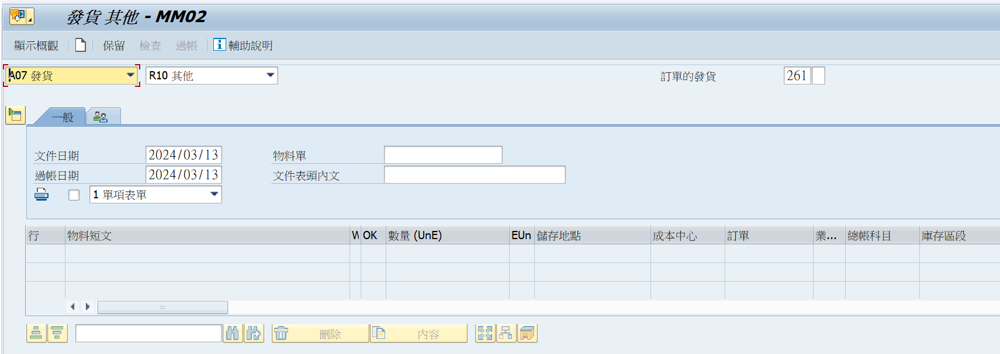 發貨 其他 - MM02
顯示概觀 保留 檢查 過帳 輔助說明
A07 發貨 R10 其他 訂單的發貨 261
一般
文件日期 2024/03/13 物料單
過帳日期 2024/03/13 文件表頭內文
1 單項表單
行 物料短文 W OK 數量 (UnE) EUn 儲存地點 成本中心 訂單 業... 總帳科目 庫存區段
刪除 內容